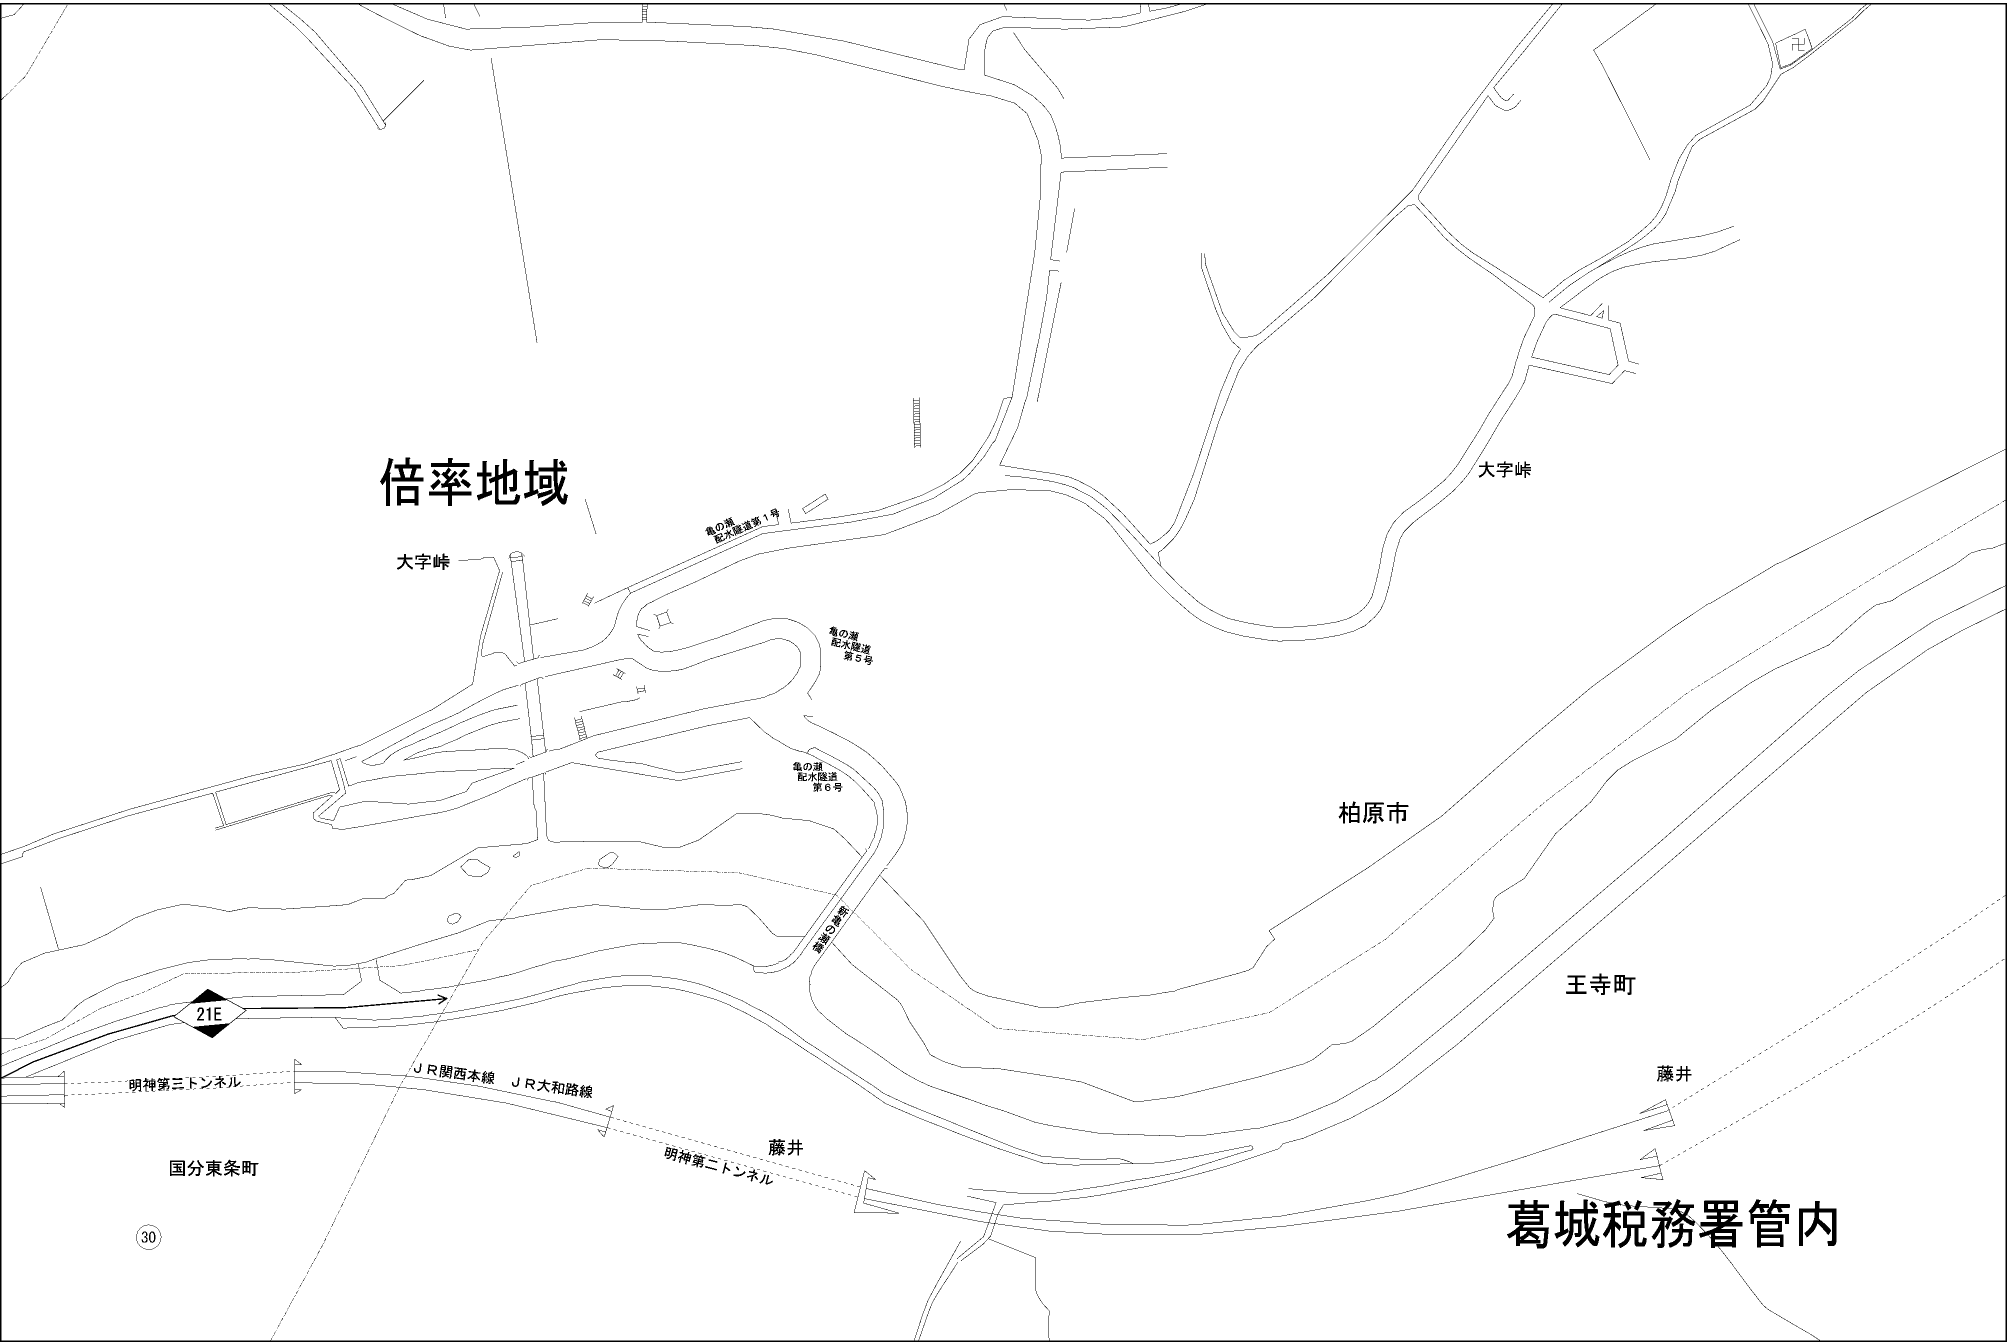 倍率地域
大字峠
亀の瀬
配水隧道第１号
大字峠
亀の瀬
配水隧道
第５号
亀の瀬
配水隧道
第６号
柏原市
新亀の瀬橋
王寺町
21E
明神第三トンネル
ＪＲ関西本線　ＪＲ大和路線
藤井
藤井
明神第二トンネル
国分東条町
葛城税務署管内
30